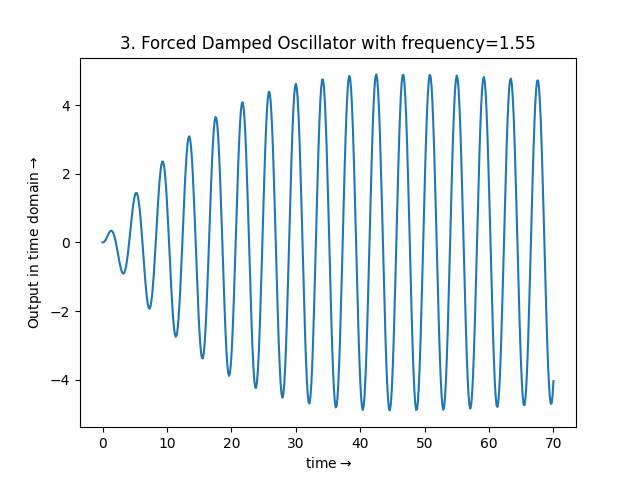 3. Forced Damped Oscillator with frequency=1.55
Output in time domain→
4
2
0
−2
−4
0 10 20 30 40 50 60 70
time→